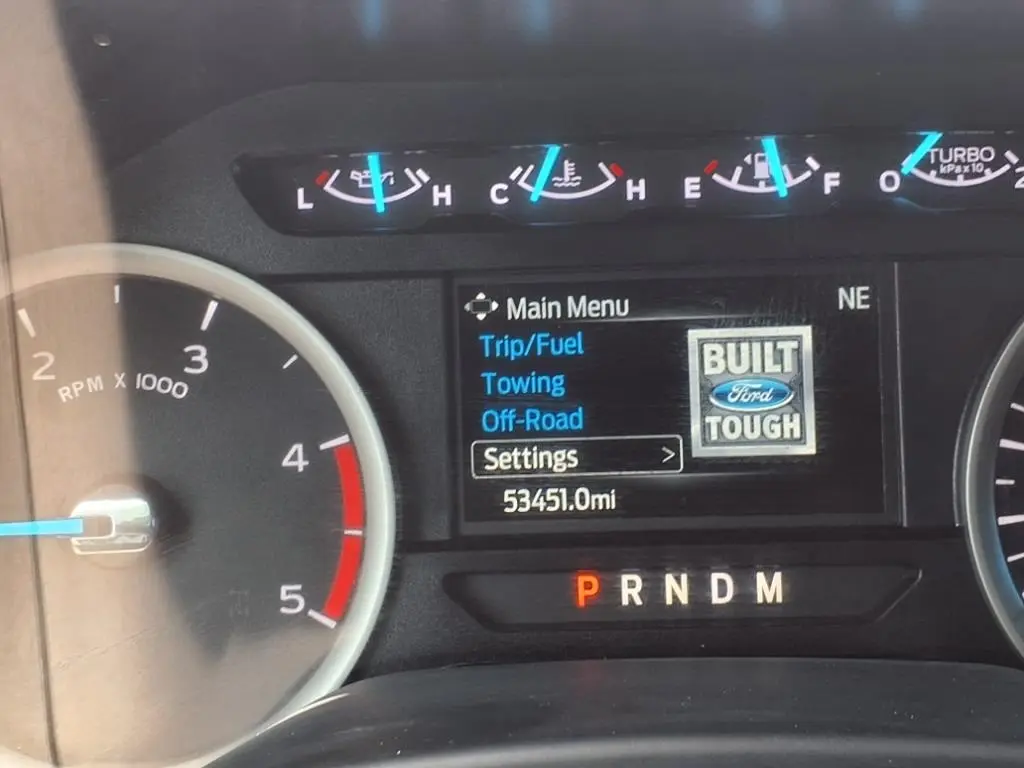 L H C H E F O TURBO
kPa x 10
2
Main Menu NE
Trip/Fuel
Towing
Off-Road
Settings >
53451.0mi
BUILT
Ford
TOUGH
2 3
RPM X 1000
4
5
P R N D M